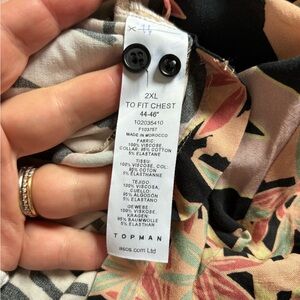 2XL
TO FIT CHEST
44-46"
102035410
F103757
MADE IN MOROCCO
FABRIC
100% VISCOSE,
COLLAR: 95% COTTON
5% ELASTANE
TISSU
100% VISCOSE, COL:
95% COTON
5% ELASTHANNE
TEJIDO
100% VISCOSA,
CUELLO:
95% ALGODÓN
5% ELASTANO
GEWEBE
100% VISKOSE,
KRAGEN:
95% BAUMWOLLE
5% ELASTHAN
TOPMAN
asos.com Ltd